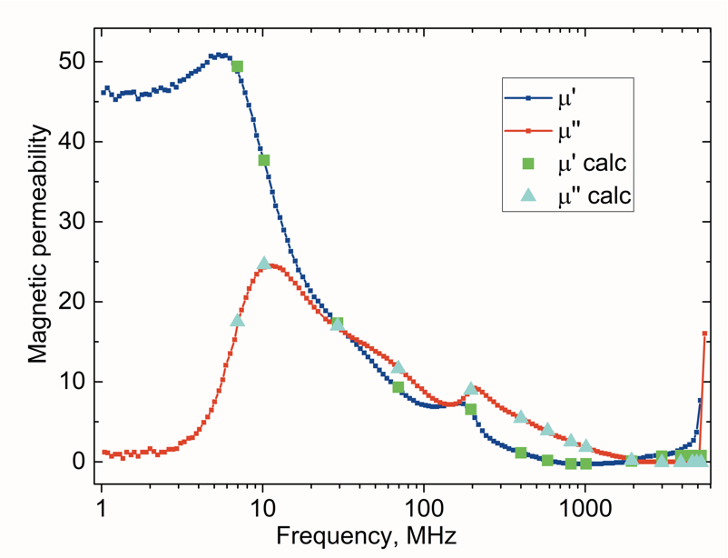 μ'
μ"
μ' calc
μ" calc
50
40
30
20
10
0
Magnetic permeability
1
10
100
1000
Frequency, MHz